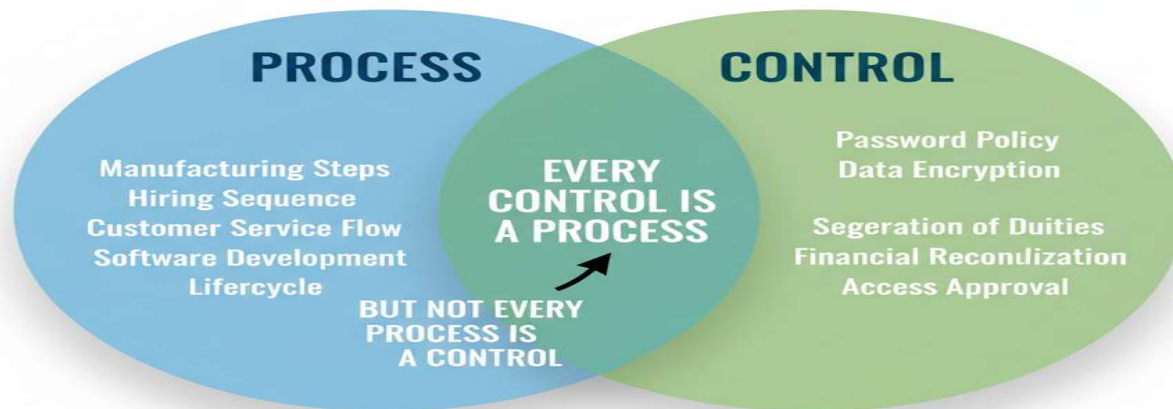 PROCESS
Manufacturing Steps
Hiring Sequence
Customer Service Flow
Software Development
Lifercycle
EVERY
CONTROL IS
A PROCESS
BUT NOT EVERY
PROCESS IS
A CONTROL
CONTROL
Password Policy
Data Encryption
Segeration of Duities
Financial Reconulization
Access Approval